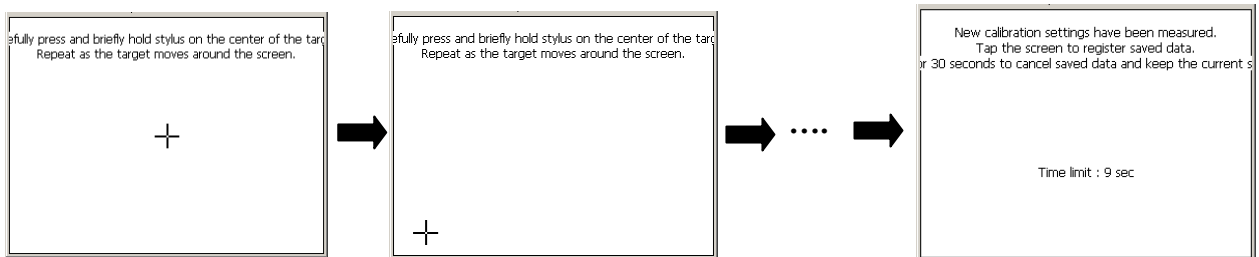 efully press and briefly hold stylus on the center of the targ
Repeat as the target moves around the screen.
efully press and briefly hold stylus on the center of the targ
Repeat as the target moves around the screen.
....
New calibration settings have been measured.
Tap the screen to register saved data.
or 30 seconds to cancel saved data and keep the current s
Time limit : 9 sec